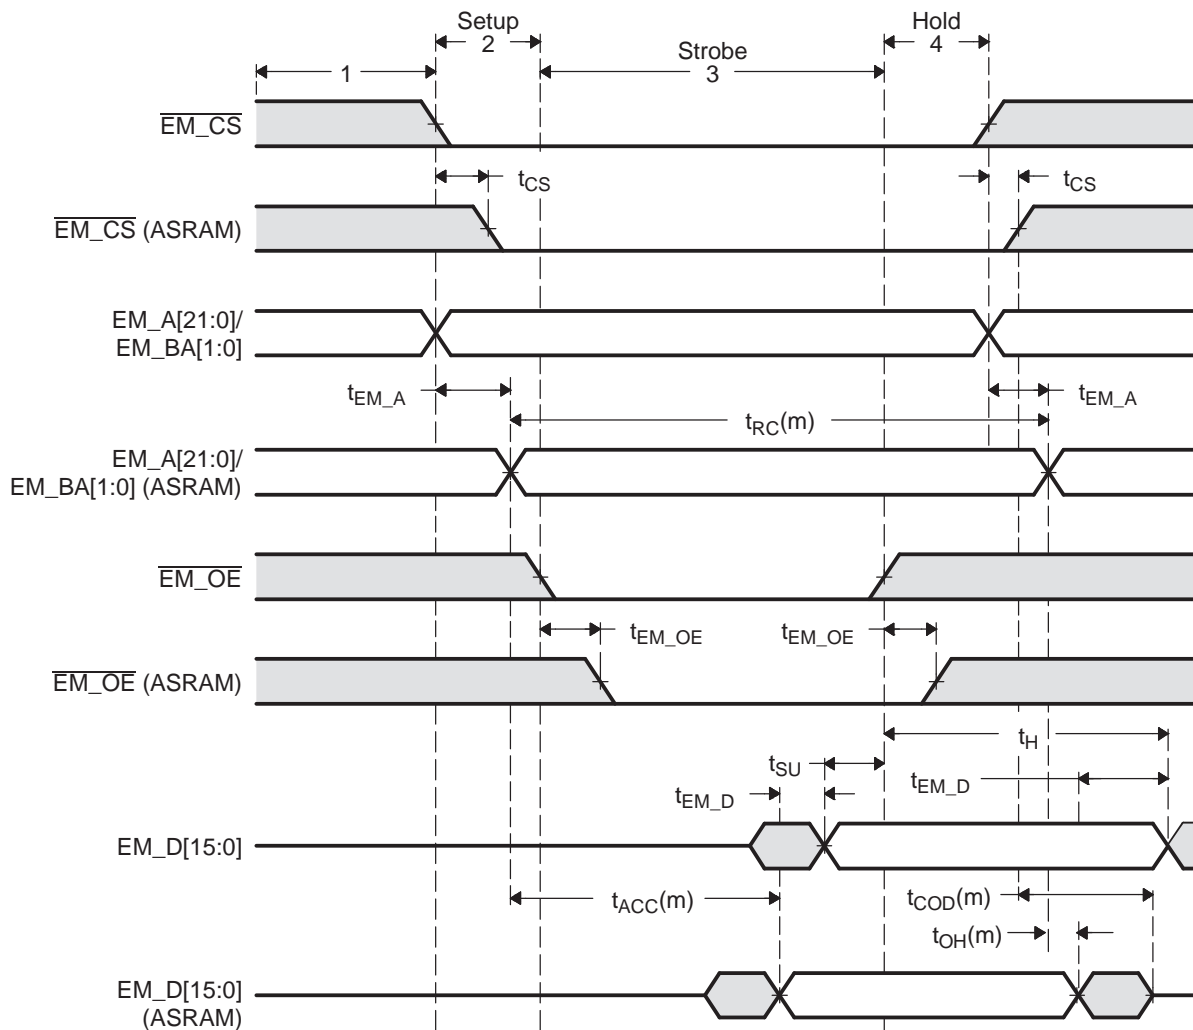 Setup
2
Hold
4
Strobe
3
1
EM_CS
tCS
tCS
EM_CS (ASRAM)
EM_A[21:0]/
EM_BA[1:0]
tEM_A
tEM_A
tRC(m)
EM_A[21:0]/
EM_BA[1:0] (ASRAM)
EM_OE
tEM_OE
tEM_OE
EM_OE (ASRAM)
tH
tSU
tEM_D
tEM_D
EM_D[15:0]
tACC(m)
tCOD(m)
tOH(m)
EM_D[15:0]
(ASRAM)